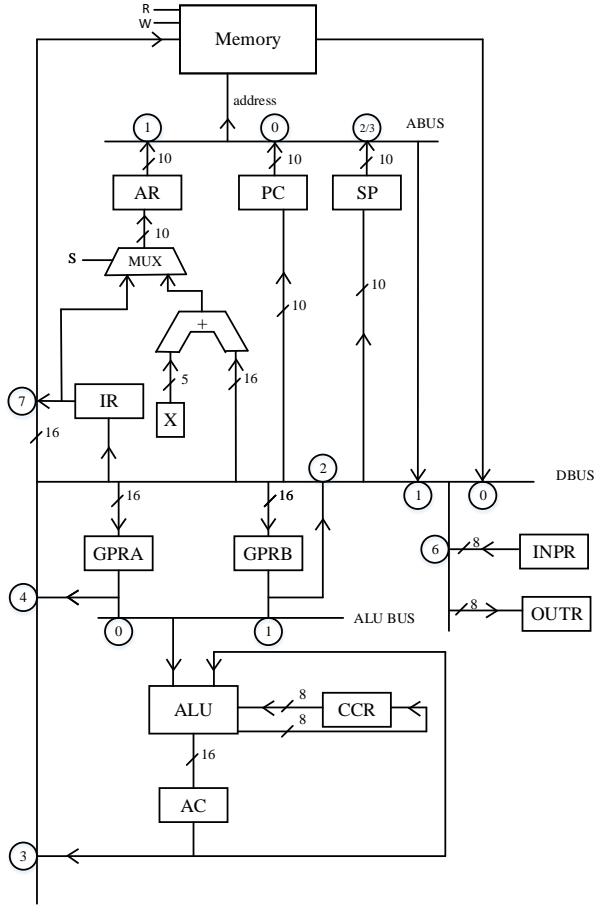 R
W
Memory
address
1
0
2/3
ABUS
10
10
10
AR
PC
SP
10
S
MUX
10
10
+
5
16
7
IR
X
16
2
DBUS
1
0
16
16
6
8
INPR
GPRA
GPRB
4
8
OUTR
0
1
ALU BUS
ALU
8
CCR
8
16
AC
3